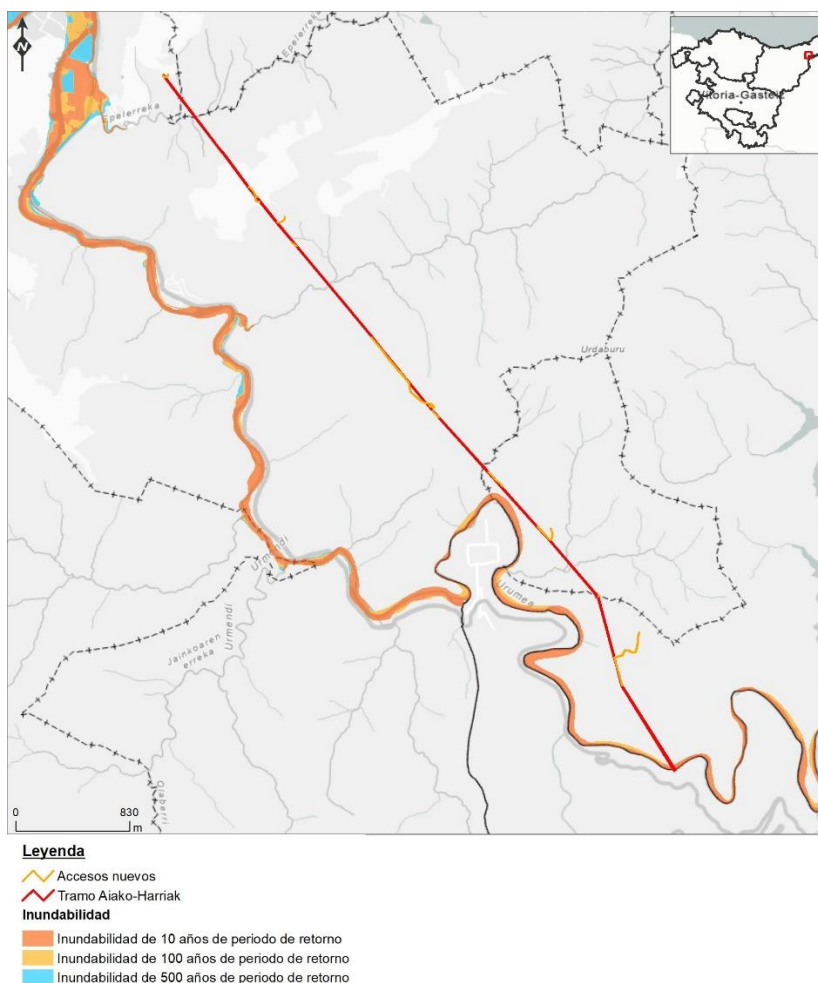 N
Epelerreka
Vitoria-Gasteiz
Epelerreka
Urdaburu
Urmendi
Urumea
Urmendi
Jainkoaren
erreka
Olaberri
0 830
m
Leyenda
Accesos nuevos
Tramo Aiako-Harriak
Inundabilidad
Inundabilidad de 10 años de periodo de retorno
Inundabilidad de 100 años de periodo de retorno
Inundabilidad de 500 años de periodo de retorno